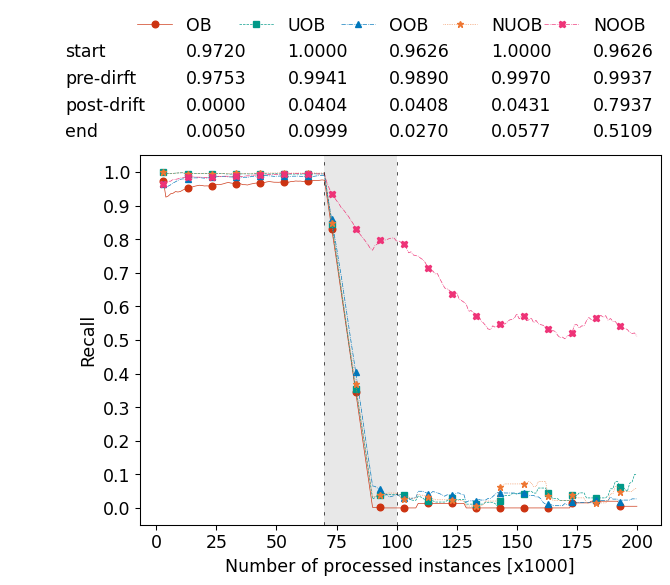 OB UOB OOB NUOB NOOB
start 0.9720 1.0000 0.9626 1.0000 0.9626
pre-dirft 0.9753 0.9941 0.9890 0.9970 0.9937
post-drift 0.0000 0.0404 0.0408 0.0431 0.7937
end 0.0050 0.0999 0.0270 0.0577 0.5109
1.0
0.9
0.8
0.7
0.6
0.5
0.4
0.3
0.2
0.1
0.0
Recall
0 25 50 75 100 125 150 175 200
Number of processed instances [x1000]